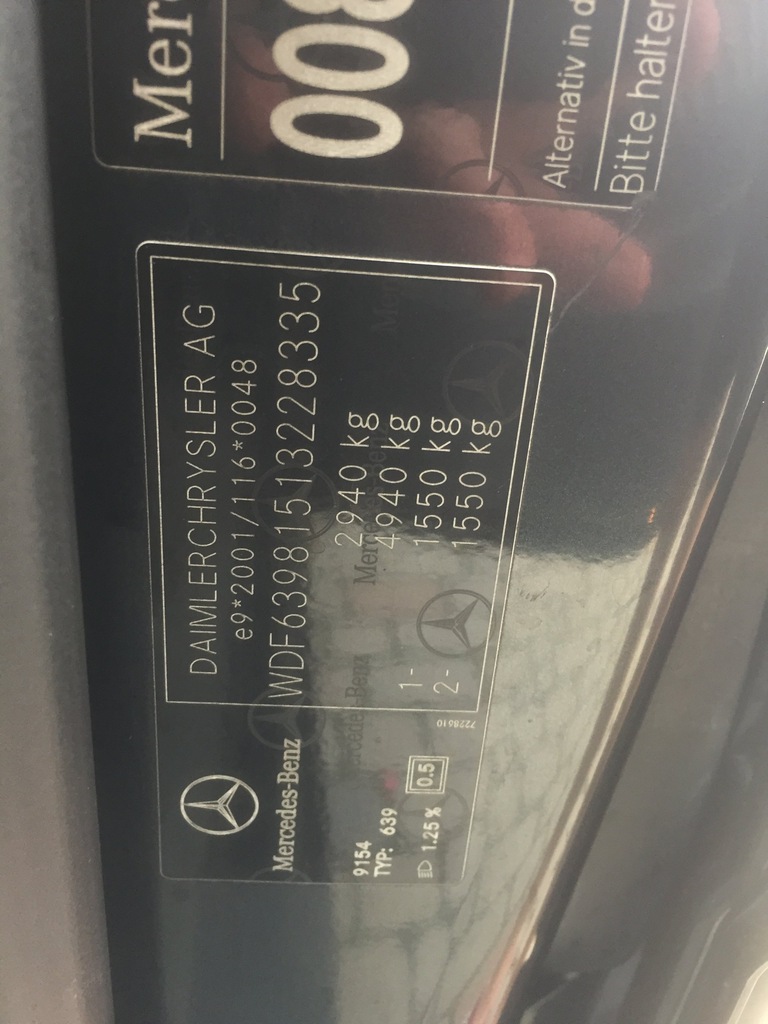 Mer
008
Alternativ in d
Bitte halten
DAIMLERCHRYSLER AG
e9*2001/116*0048
WDF63981513228335
2940 kg
4940 kg
1- 1550 kg
2- 1550 kg
7228610
Mercedes-Benz
9154
TYP: 639
1.25 % 0.5